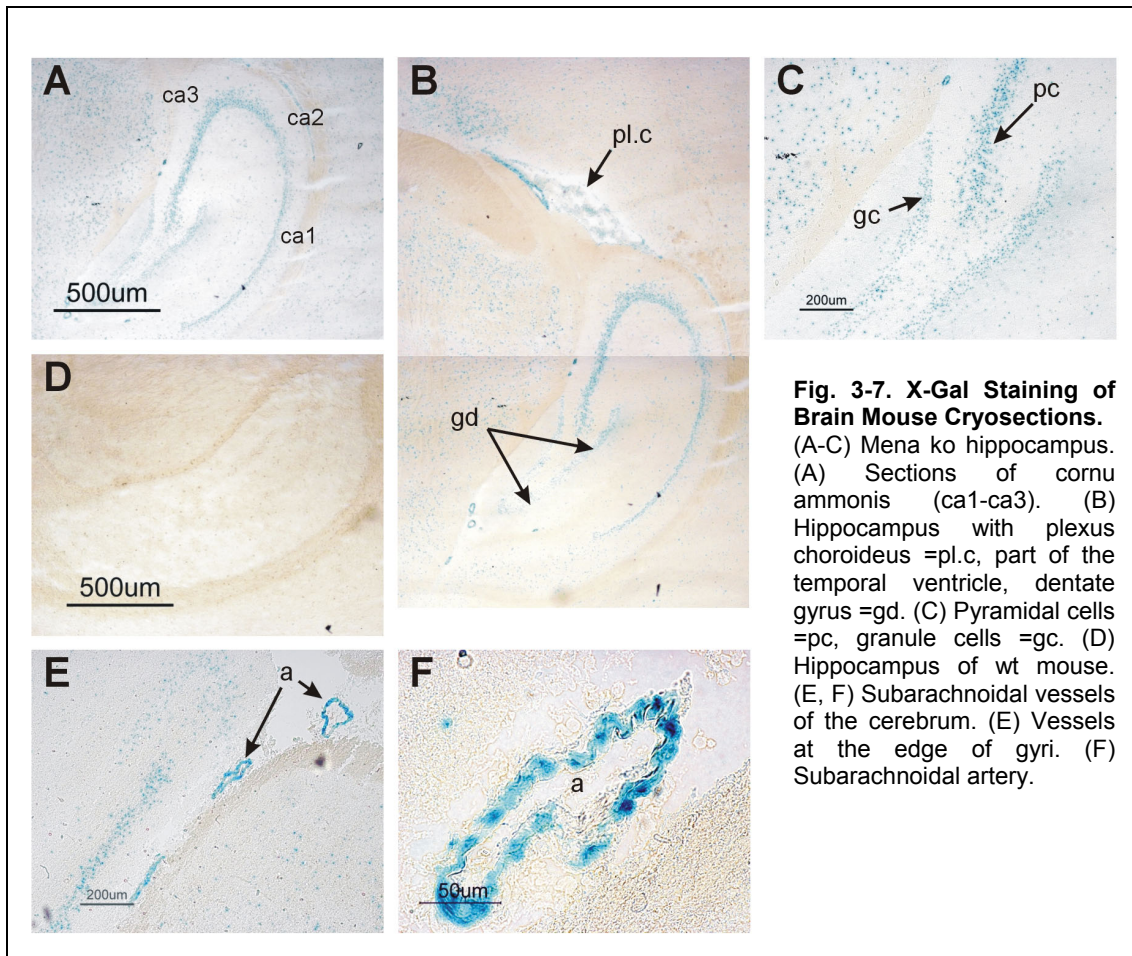 A
ca3
ca2
ca1
500um
B
pl.c
gd
C
pc
gc
200um
D
500um
Fig. 3-7. X-Gal Staining of
Brain Mouse Cryosections.
(A-C) Mena ko hippocampus.
(A) Sections of cornu
ammonis (ca1-ca3). (B)
Hippocampus with plexus
choroideus =pl.c, part of the
temporal ventricle, dentate
gyrus =gd. (C) Pyramidal cells
=pc, granule cells =gc. (D)
Hippocampus of wt mouse.
(E, F) Subarachnoidal vessels
of the cerebrum. (E) Vessels
at the edge of gyri. (F)
Subarachnoidal artery.
E
a
200um
F
a
50um